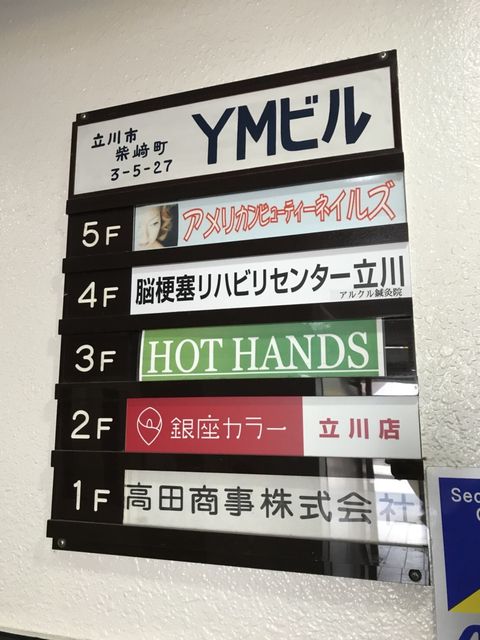 立川市
柴﨑町
3-5-27
YMビル
5F アメリカンビューティーネイルズ
4F 脳梗塞リハビリセンター立川
アルクル鍼灸院
3F HOT HANDS
2F 銀座カラー 立川店
1F 高田商事株式会社